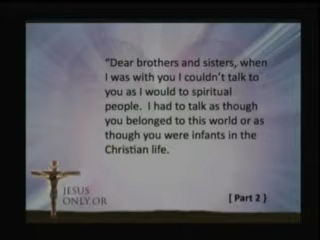 "Dear brothers and sisters, when
I was with you I couldn't talk to
you as I would to spiritual
people.  I had to talk as though
you belonged to this world or as
though you were infants in the
Christian life.
JESUS
ONLY.OR
[ Part 2 }